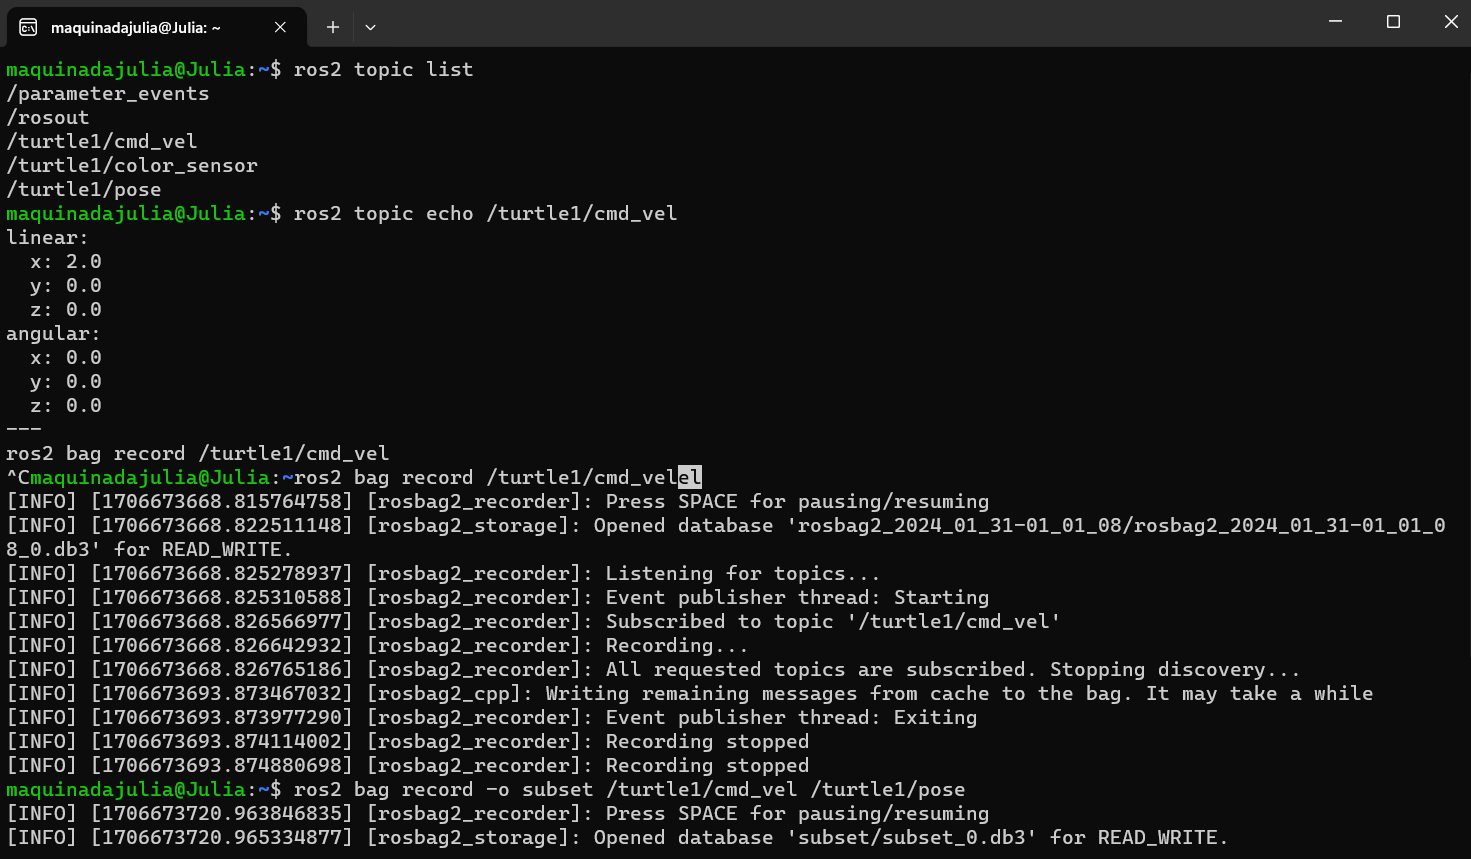 maquinadajulia@Julia: ~
maquinadajulia@Julia:~$ ros2 topic list
/parameter_events
/rosout
/turtle1/cmd_vel
/turtle1/color_sensor
/turtle1/pose
maquinadajulia@Julia:~$ ros2 topic echo /turtle1/cmd_vel
linear:
  x: 2.0
  y: 0.0
  z: 0.0
angular:
  x: 0.0
  y: 0.0
  z: 0.0
---
ros2 bag record /turtle1/cmd_vel
^Cmaquinadajulia@Julia:~ros2 bag record /turtle1/cmd_velel
[INFO] [1706673668.815764758] [rosbag2_recorder]: Press SPACE for pausing/resuming
[INFO] [1706673668.822511148] [rosbag2_storage]: Opened database 'rosbag2_2024_01_31-01_01_08/rosbag2_2024_01_31-01_01_0
8_0.db3' for READ_WRITE.
[INFO] [1706673668.825278937] [rosbag2_recorder]: Listening for topics...
[INFO] [1706673668.825310588] [rosbag2_recorder]: Event publisher thread: Starting
[INFO] [1706673668.826566977] [rosbag2_recorder]: Subscribed to topic '/turtle1/cmd_vel'
[INFO] [1706673668.826642932] [rosbag2_recorder]: Recording...
[INFO] [1706673668.826765186] [rosbag2_recorder]: All requested topics are subscribed. Stopping discovery...
[INFO] [1706673693.873467032] [rosbag2_cpp]: Writing remaining messages from cache to the bag. It may take a while
[INFO] [1706673693.873977290] [rosbag2_recorder]: Event publisher thread: Exiting
[INFO] [1706673693.874114002] [rosbag2_recorder]: Recording stopped
[INFO] [1706673693.874880698] [rosbag2_recorder]: Recording stopped
maquinadajulia@Julia:~$ ros2 bag record -o subset /turtle1/cmd_vel /turtle1/pose
[INFO] [1706673720.963846835] [rosbag2_recorder]: Press SPACE for pausing/resuming
[INFO] [1706673720.965334877] [rosbag2_storage]: Opened database 'subset/subset_0.db3' for READ_WRITE.